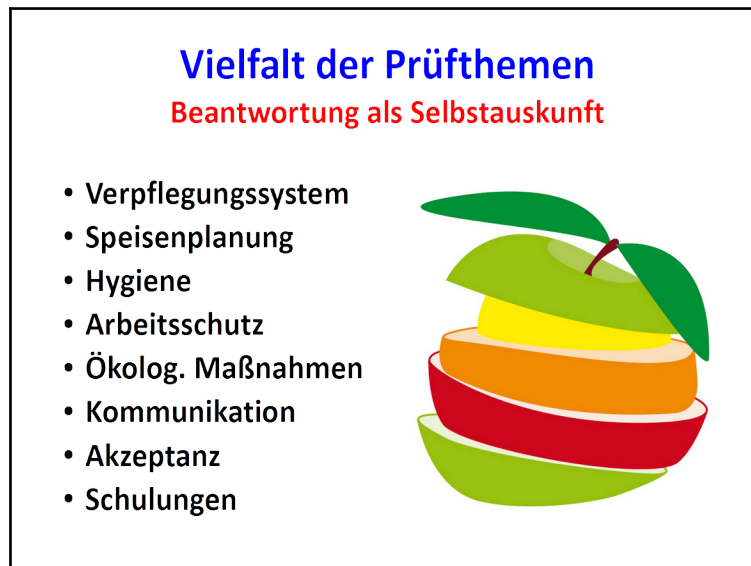 Vielfalt der Prüfthemen
Beantwortung als Selbstauskunft
• Verpflegungssystem
• Speisenplanung
• Hygiene
• Arbeitsschutz
• Ökolog. Maßnahmen
• Kommunikation
• Akzeptanz
• Schulungen